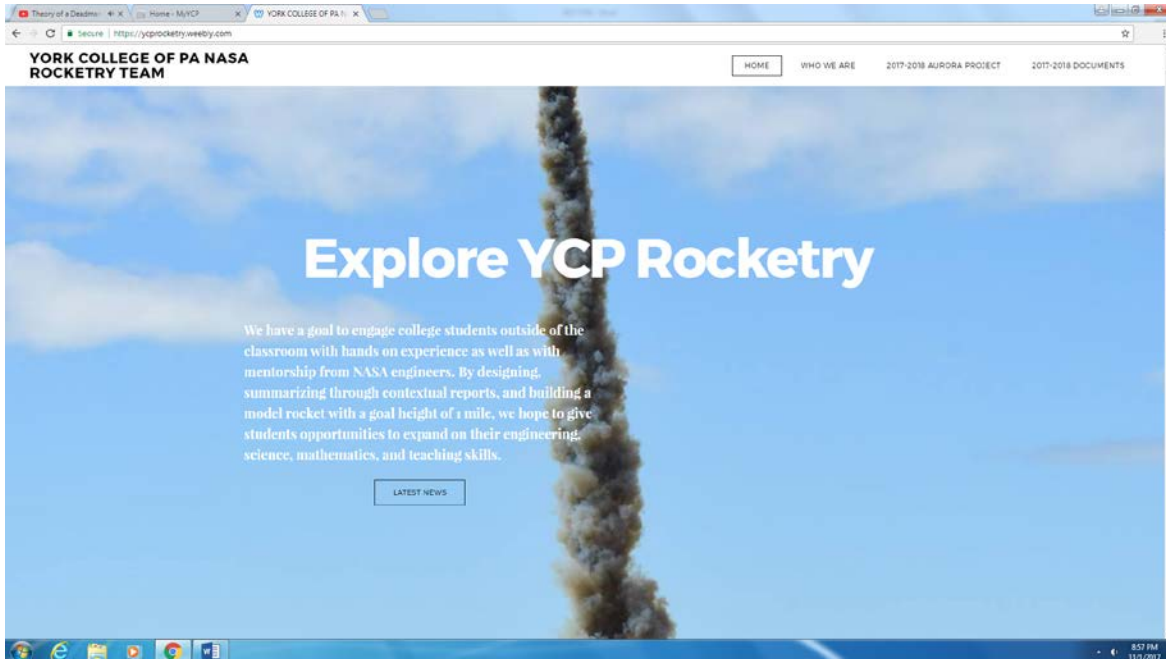 Theory of a Deadma
Home - MyYCP
YORK COLLEGE OF PA N
Secure | https://ycprocketry.weebly.com
YORK COLLEGE OF PA NASA
ROCKETRY TEAM
HOME
WHO WE ARE
2017-2018 AURORA PROJECT
2017-2018 DOCUMENTS
Explore YCP Rocketry
We have a goal to engage college students outside of the
classroom with hands on experience as well as with
mentorship from NASA engineers. By designing,
summarizing through contextual reports, and building a
model rocket with a goal height of 1 mile, we hope to give
students opportunities to expand on their engineering,
science, mathematics, and teaching skills.
LATEST NEWS
8:57 PM
11/1/2017